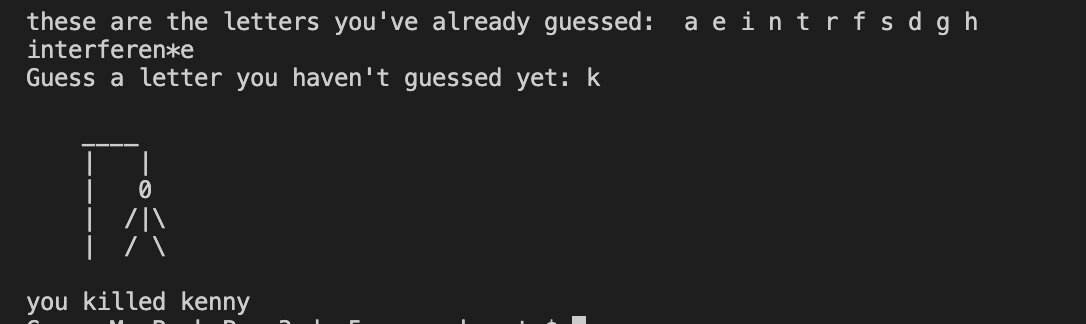 these are the letters you've already guessed:  a e i n t r f s d g h
interferen*e
Guess a letter you haven't guessed yet: k
    ____
    |   |
    |   0
    |  /|\
    |  / \
you killed kenny